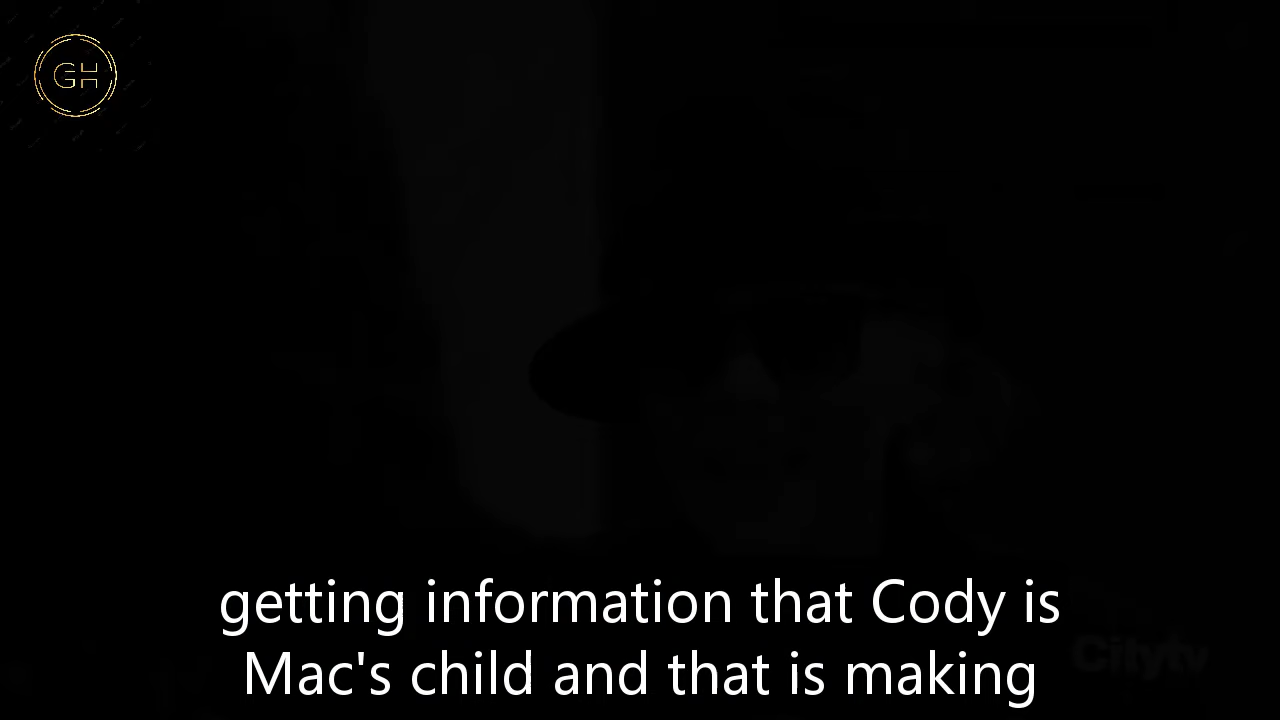 GH
getting information that Cody is
Mac's child and that is making
Citytv